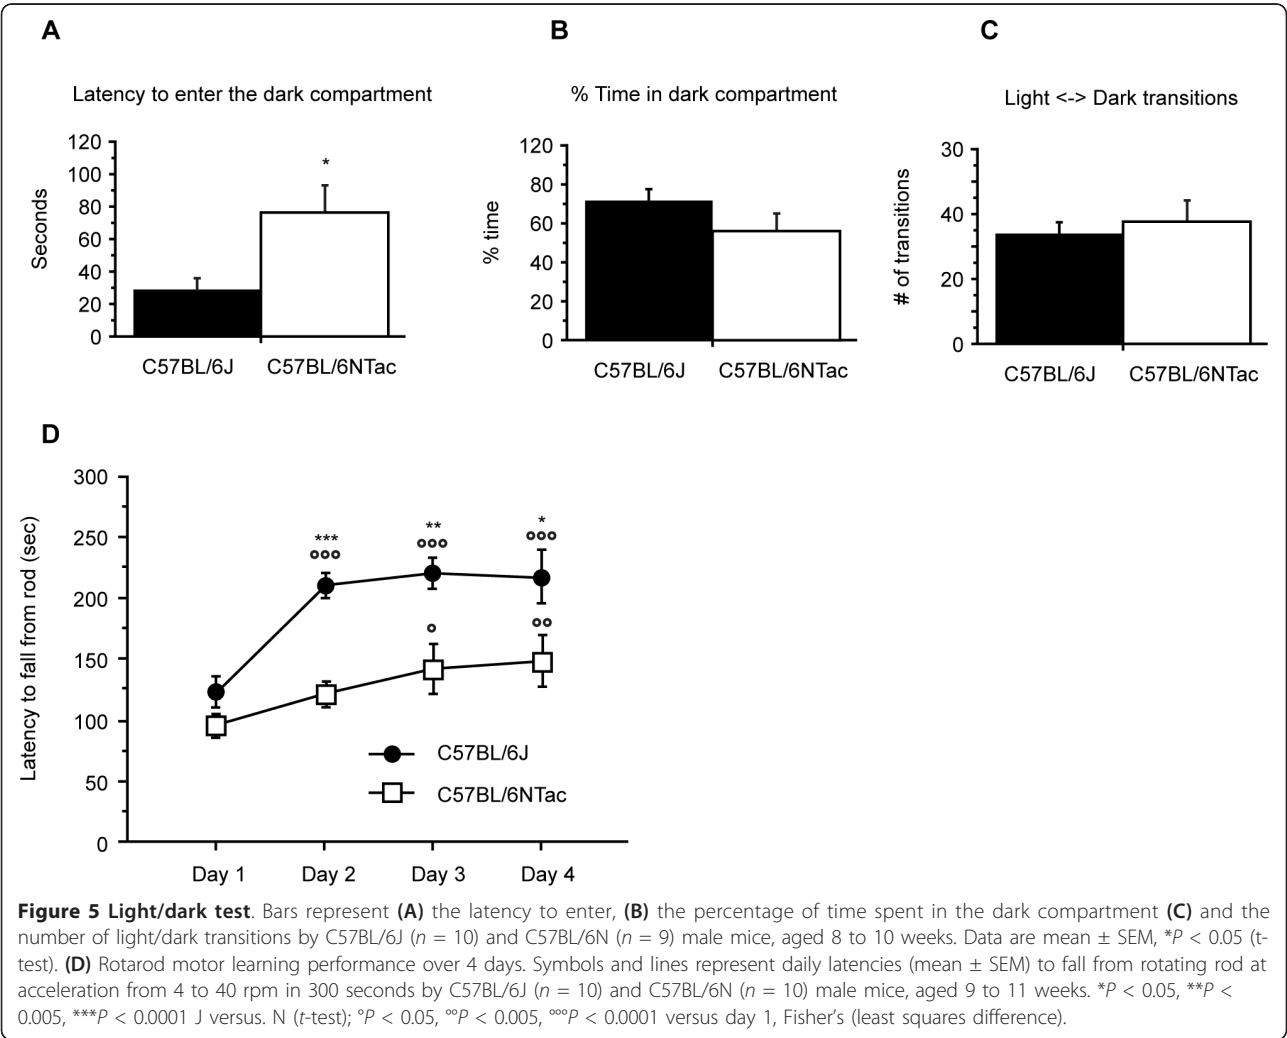 A
B
C
Latency to enter the dark compartment
% Time in dark compartment
Light <-> Dark transitions
120
100
80
60
40
20
0
Seconds
C57BL/6J
C57BL/6NTac
120
80
60
40
20
0
% time
C57BL/6J
C57BL/6NTac
30
40
20
0
# of transitions
C57BL/6J
C57BL/6NTac
*
D
300
250
200
150
100
50
0
Latency to fall from rod (sec)
***
°°°
**
°°°
*
°°°
°
°°
C57BL/6J
C57BL/6NTac
Day 1
Day 2
Day 3
Day 4
Figure 5 Light/dark test. Bars represent (A) the latency to enter, (B) the percentage of time spent in the dark compartment (C) and the
number of light/dark transitions by C57BL/6J (n = 10) and C57BL/6N (n = 9) male mice, aged 8 to 10 weeks. Data are mean ± SEM, *P < 0.05 (t-
test). (D) Rotarod motor learning performance over 4 days. Symbols and lines represent daily latencies (mean ± SEM) to fall from rotating rod at
acceleration from 4 to 40 rpm in 300 seconds by C57BL/6J (n = 10) and C57BL/6N (n = 10) male mice, aged 9 to 11 weeks. *P < 0.05, **P <
0.005, ***P < 0.0001 J versus. N (t-test); °P < 0.05, °°P < 0.005, °°°P < 0.0001 versus day 1, Fisher's (least squares difference).